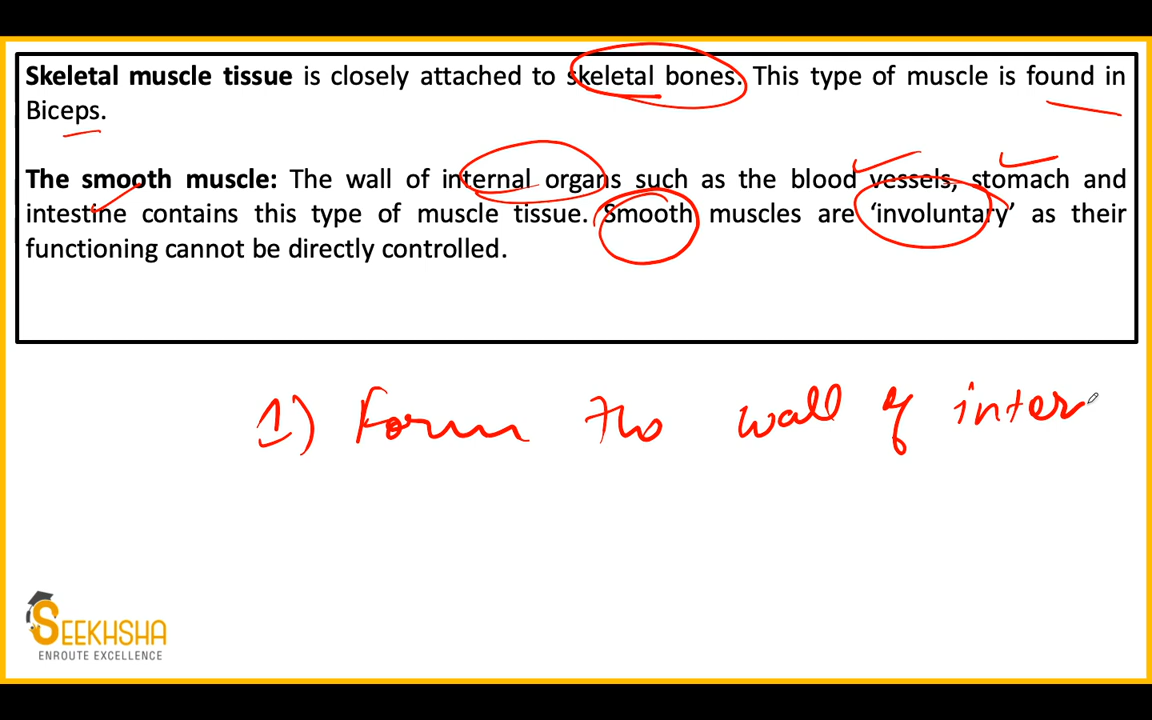 Skeletal muscle tissue is closely attached to skeletal bones. This type of muscle is found in
Biceps.
The smooth muscle: The wall of internal organs such as the blood vessels, stomach and
intestine contains this type of muscle tissue. Smooth muscles are ‘involuntary’ as their
functioning cannot be directly controlled.
1) Form the wall of inter
SEEKHSHA
ENROUTE EXCELLENCE